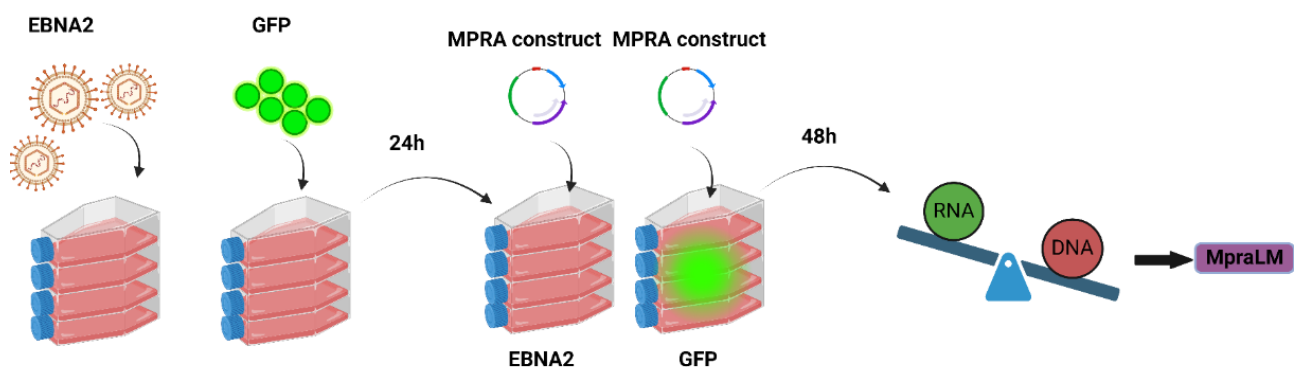 EBNA2
GFP
MPRA construct
MPRA construct
24h
48h
RNA
DNA
MpraLM
EBNA2
GFP